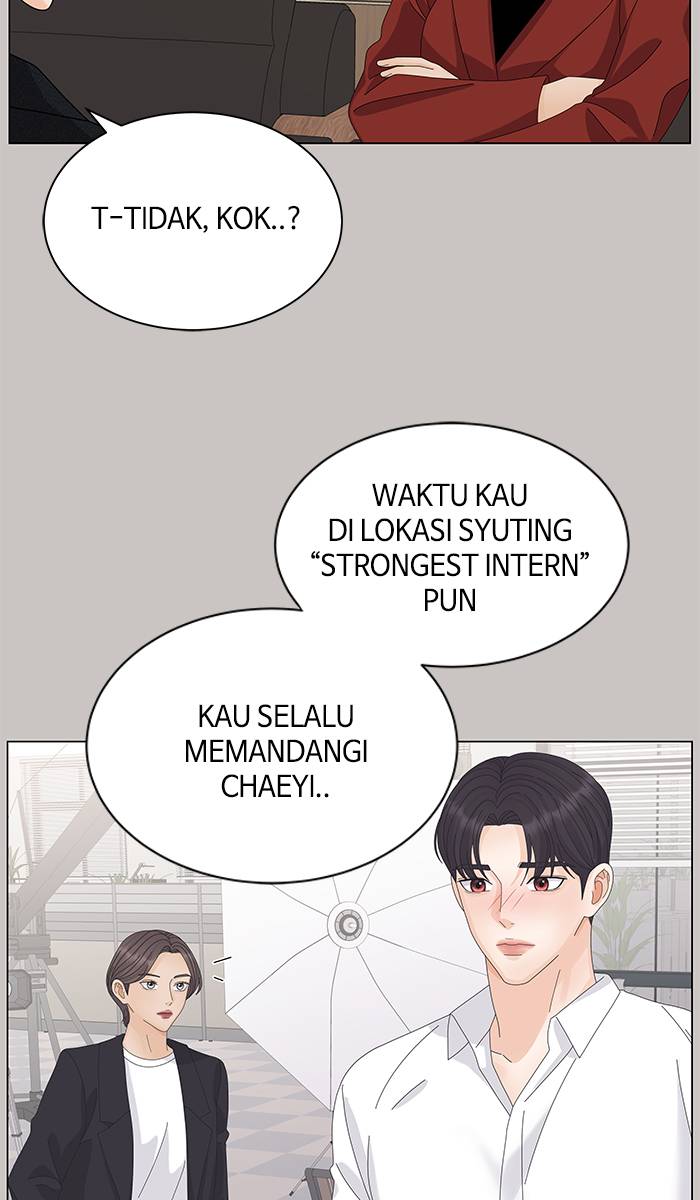 T-TIDAK, KOK..?
WAKTU KAU
DI LOKASI SYUTING
“STRONGEST INTERN”
PUN
KAU SELALU
MEMANDANGI
CHAEYI..